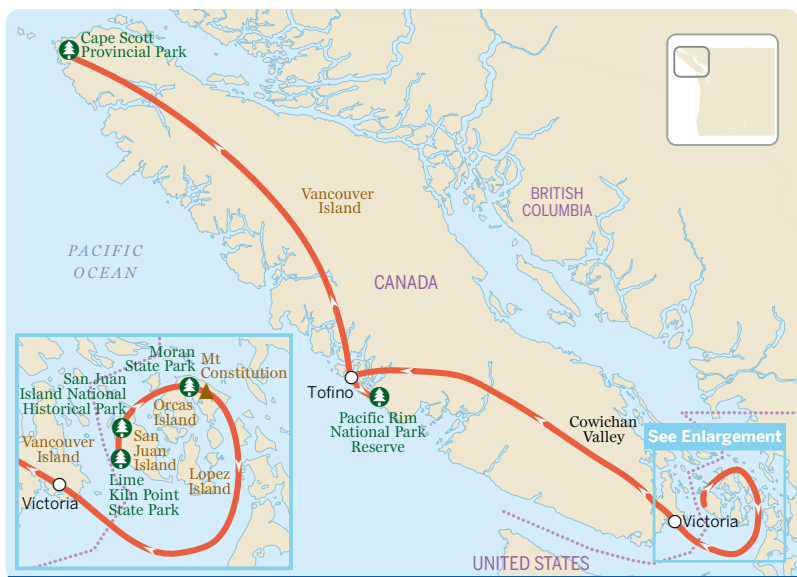 Cape Scott
Provincial Park
Vancouver
Island
BRITISH
COLUMBIA
PACIFIC
OCEAN
CANADA
Tofino
Pacific Rim
National Park
Reserve
Cowichan
Valley
See Enlargement
Victoria
UNITED STATES
Moran
State Park
Mt
Constitution
San Juan
Island National
Historical Park
Orcas
Island
Vancouver
Island
San
Juan
Island
Lopez
Island
Lime
Kiln Point
State Park
Victoria